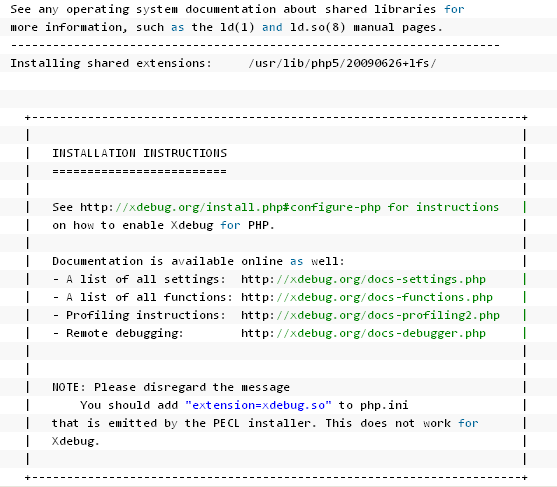 See any operating system documentation about shared libraries for
more information, such as the ld(1) and ld.so(8) manual pages.
----------------------------------------------------------------------
Installing shared extensions:     /usr/lib/php5/20090626+lfs/
+----------------------------------------------------------------------+
|                                                                      |
|   INSTALLATION INSTRUCTIONS                                          |
|   =========================                                          |
|                                                                      |
|   See http://xdebug.org/install.php#configure-php for instructions   |
|   on how to enable Xdebug for PHP.                                   |
|                                                                      |
|   Documentation is available online as well:                         |
|   - A list of all settings:  http://xdebug.org/docs-settings.php     |
|   - A list of all functions: http://xdebug.org/docs-functions.php    |
|   - Profiling instructions:  http://xdebug.org/docs-profiling2.php   |
|   - Remote debugging:        http://xdebug.org/docs-debugger.php     |
|                                                                      |
|                                                                      |
|   NOTE: Please disregard the message                                 |
|       You should add "extension=xdebug.so" to php.ini                |
|   that is emitted by the PECL installer. This does not work for      |
|   Xdebug.                                                            |
|                                                                      |
+----------------------------------------------------------------------+